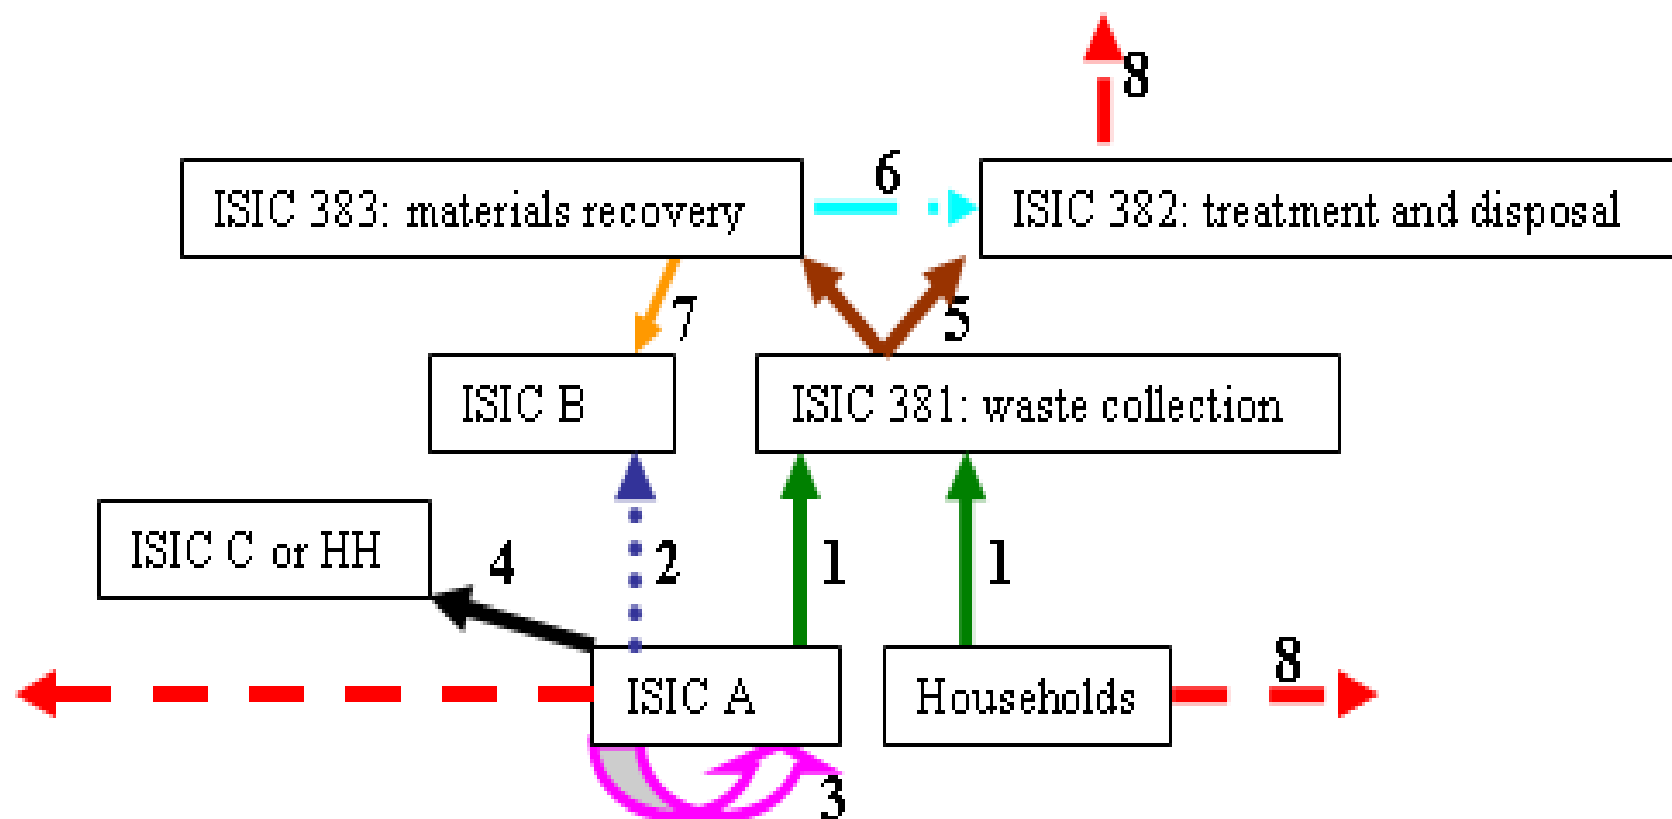 8
6
ISIC 383: materials recovery
ISIC 382: treatment and disposal
7
5
ISIC B
ISIC 381: waste collection
ISIC C or HH
4
2
1
1
8
ISIC A
Households
3